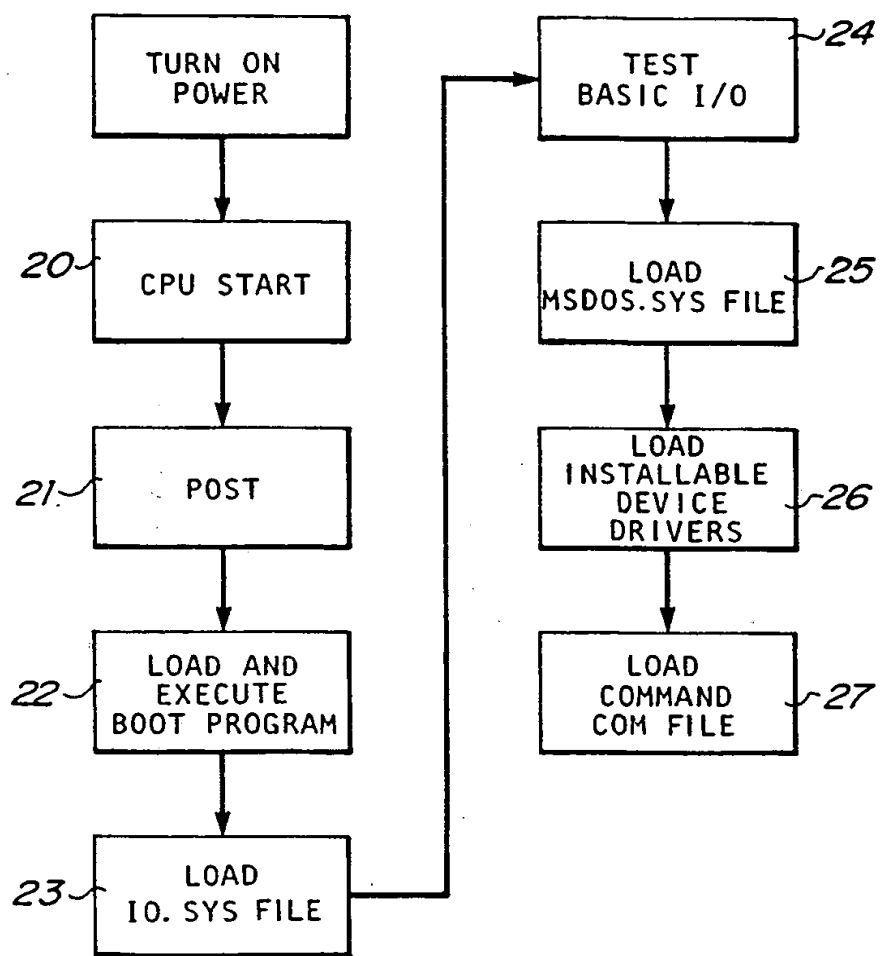 TURN ON
POWER
20
CPU START
21
POST
22
LOAD AND
EXECUTE
BOOT PROGRAM
23
LOAD
IO. SYS FILE
24
TEST
BASIC I/O
25
LOAD
MSDOS.SYS FILE
26
LOAD
INSTALLABLE
DEVICE
DRIVERS
27
LOAD
COMMAND
COM FILE